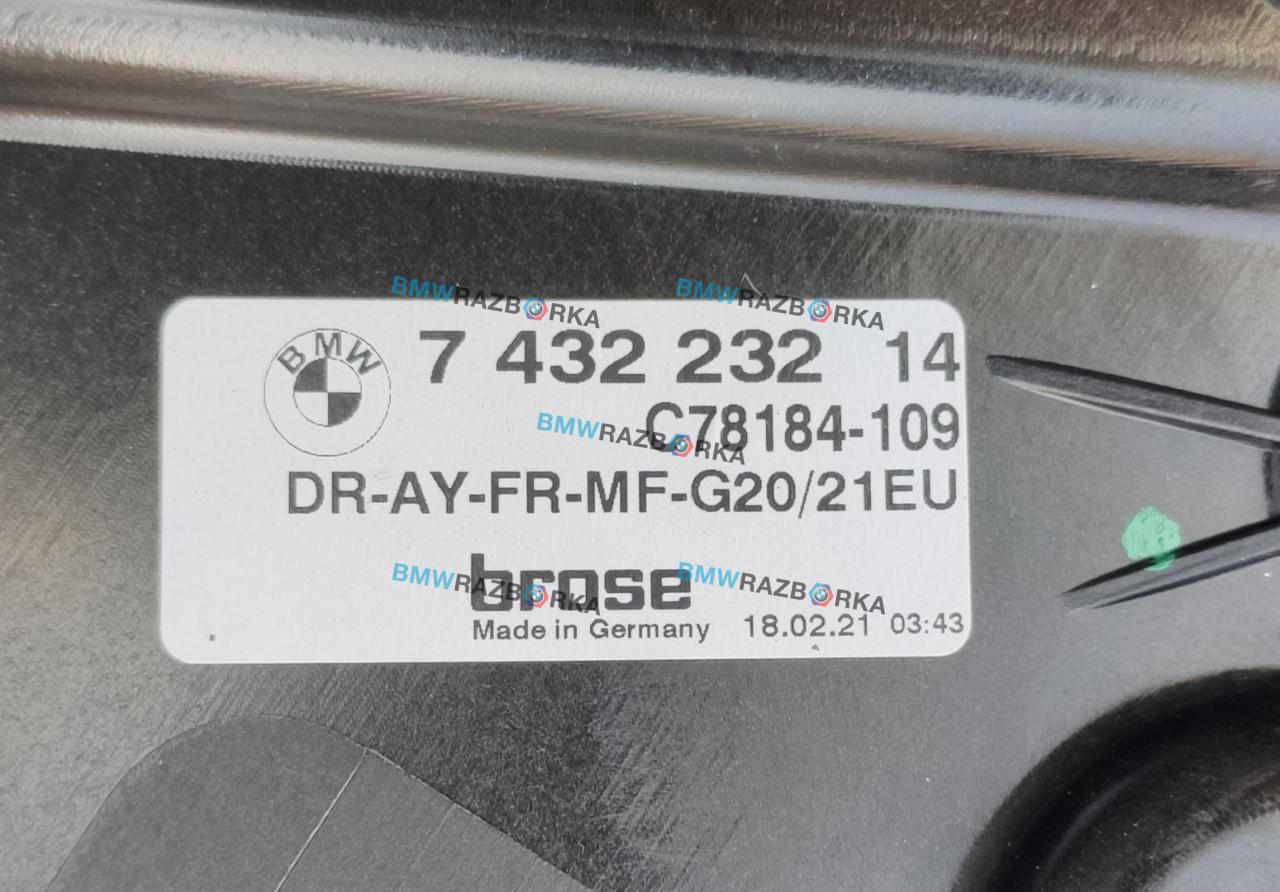 BMWRAZBORKA BMWRAZBORKA
BMW 7 432 232 14
C78184-109
BMWRAZBORKA
DR-AY-FR-MF-G20/21EU
brose
BMWRAZBORKA BMWRAZBORKA
Made in Germany 18.02.21 03:43